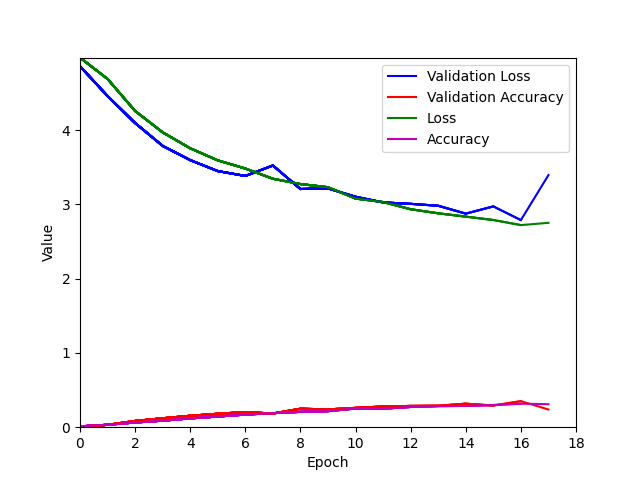 Validation Loss
Validation Accuracy
Loss
Accuracy
4
3
2
1
0
Value
0 2 4 6 8 10 12 14 16 18
Epoch